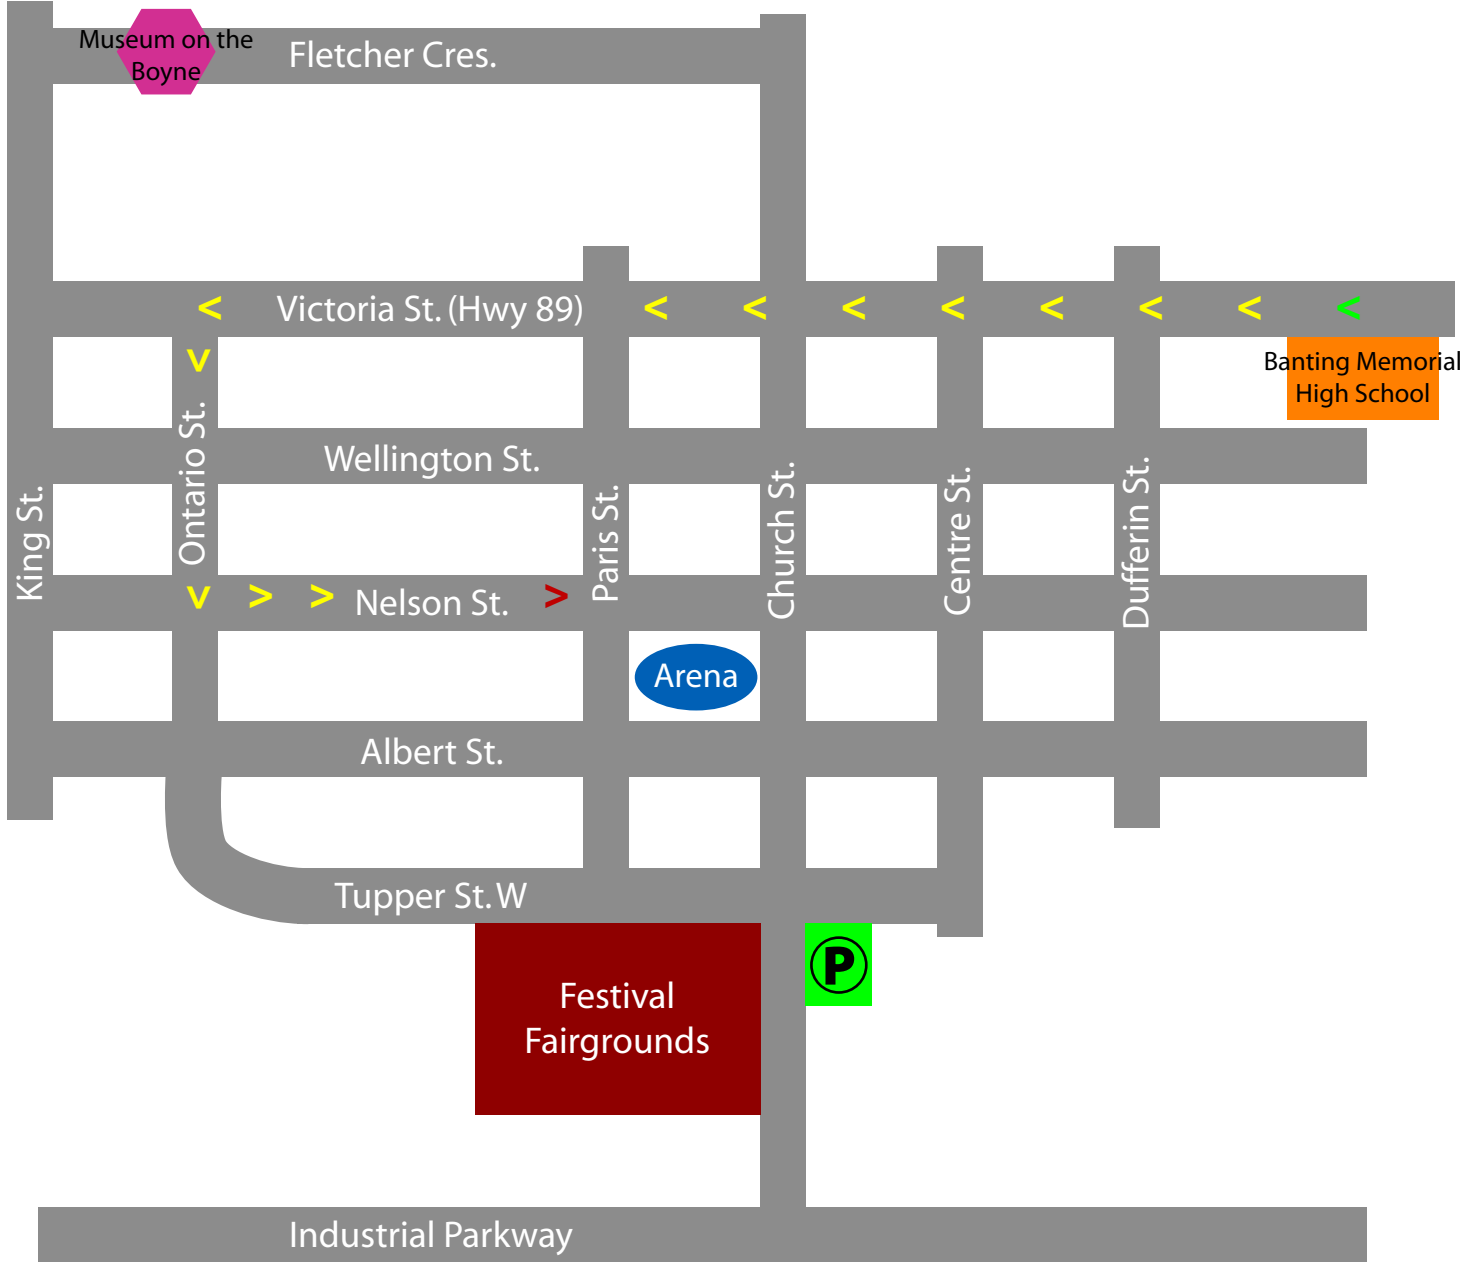 Museum on the
Boyne
Fletcher Cres.
Victoria St. (Hwy 89)
Banting Memorial
High School
Wellington St.
King St.
Ontario St.
Paris St.
Church St.
Centre St.
Dufferin St.
Nelson St.
Arena
Albert St.
Tupper St. W
P
Festival
Fairgrounds
Industrial Parkway